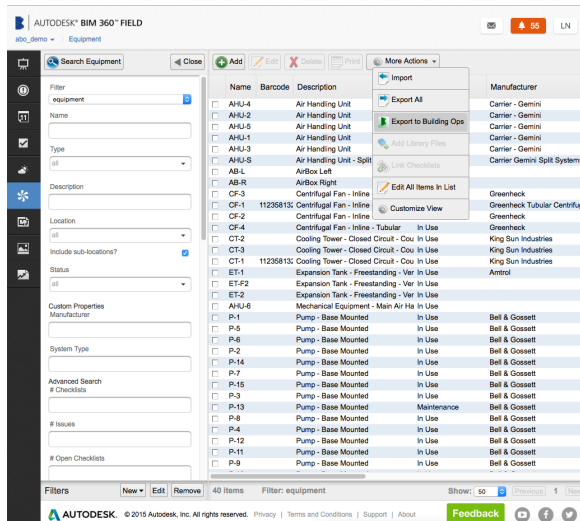 AUTODESK® BIM 360™ FIELD
abo_demo Equipment
55 LN
Search Equipment Close Add Edit Delete Print More Actions
Filter
equipment
Name
Type
all
Description
Location
all
Include sub-locations?
Status
all
Custom Properties
Manufacturer
System Type
Advanced Search
# Checklists
# Issues
# Open Checklists
Import
Export All
Export to Building Ops
Add Library Files
Link Checklists
Edit All Items In List
Customize View
Name Barcode Description Manufacturer
AHU-4 Air Handling Unit Carrier - Gemini
AHU-2 Air Handling Unit Carrier - Gemini
AHU-5 Air Handling Unit Carrier - Gemini
AHU-1 Air Handling Unit Carrier - Gemini
AHU-3 Air Handling Unit Carrier - Gemini
AHU-S Air Handling Unit - Split Carrier Gemini Split System
AB-L AirBox Left
AB-R AirBox Right
CF-3 Centrifugal Fan - Inline Greenheck
CF-1 11235813 Centrifugal Fan - Inline Greenheck Tubular Centrifu
CF-2 Centrifugal Fan - Inline Greenheck
CF-4 Centrifugal Fan - Inline - Tubular In Use Greenheck
CT-2 Cooling Tower - Closed Circuit - Cou In Use King Sun Industries
CT-3 Cooling Tower - Closed Circuit - Cou In Use King Sun Industries
CT-1 11235813 Cooling Tower - Closed Circuit - Cou In Use King Sun Industries
ET-1 Expansion Tank - Freestanding - Ver In Use Amtrol
ET-F2 Expansion Tank - Freestanding - Ver In Use
ET-2 Expansion Tank - Freestanding - Ver In Use
AHU-6 Mechanical Equipment - Main Air Ha In Use
P-1 Pump - Base Mounted In Use Bell & Gossett
P-5 Pump - Base Mounted In Use Bell & Gossett
P-6 Pump - Base Mounted In Use Bell & Gossett
P-2 Pump - Base Mounted In Use Bell & Gossett
P-14 Pump - Base Mounted In Use Bell & Gossett
P-7 Pump - Base Mounted In Use Bell & Gossett
P-15 Pump - Base Mounted In Use Bell & Gossett
P-3 Pump - Base Mounted In Use Bell & Gossett
P-13 Pump - Base Mounted Maintenance Bell & Gossett
P-8 Pump - Base Mounted In Use Bell & Gossett
P-4 Pump - Base Mounted In Use Bell & Gossett
P-12 Pump - Base Mounted In Use Bell & Gossett
P-11 Pump - Base Mounted In Use Bell & Gossett
P-9 Pump - Base Mounted In Use Bell & Gossett
Filters New Edit Remove 40 items Filter: equipment Show: 50 Previous 1
AUTODESK. © 2015 Autodesk, Inc. All rights reserved. Privacy | Terms and Conditions | Support | About Feedback